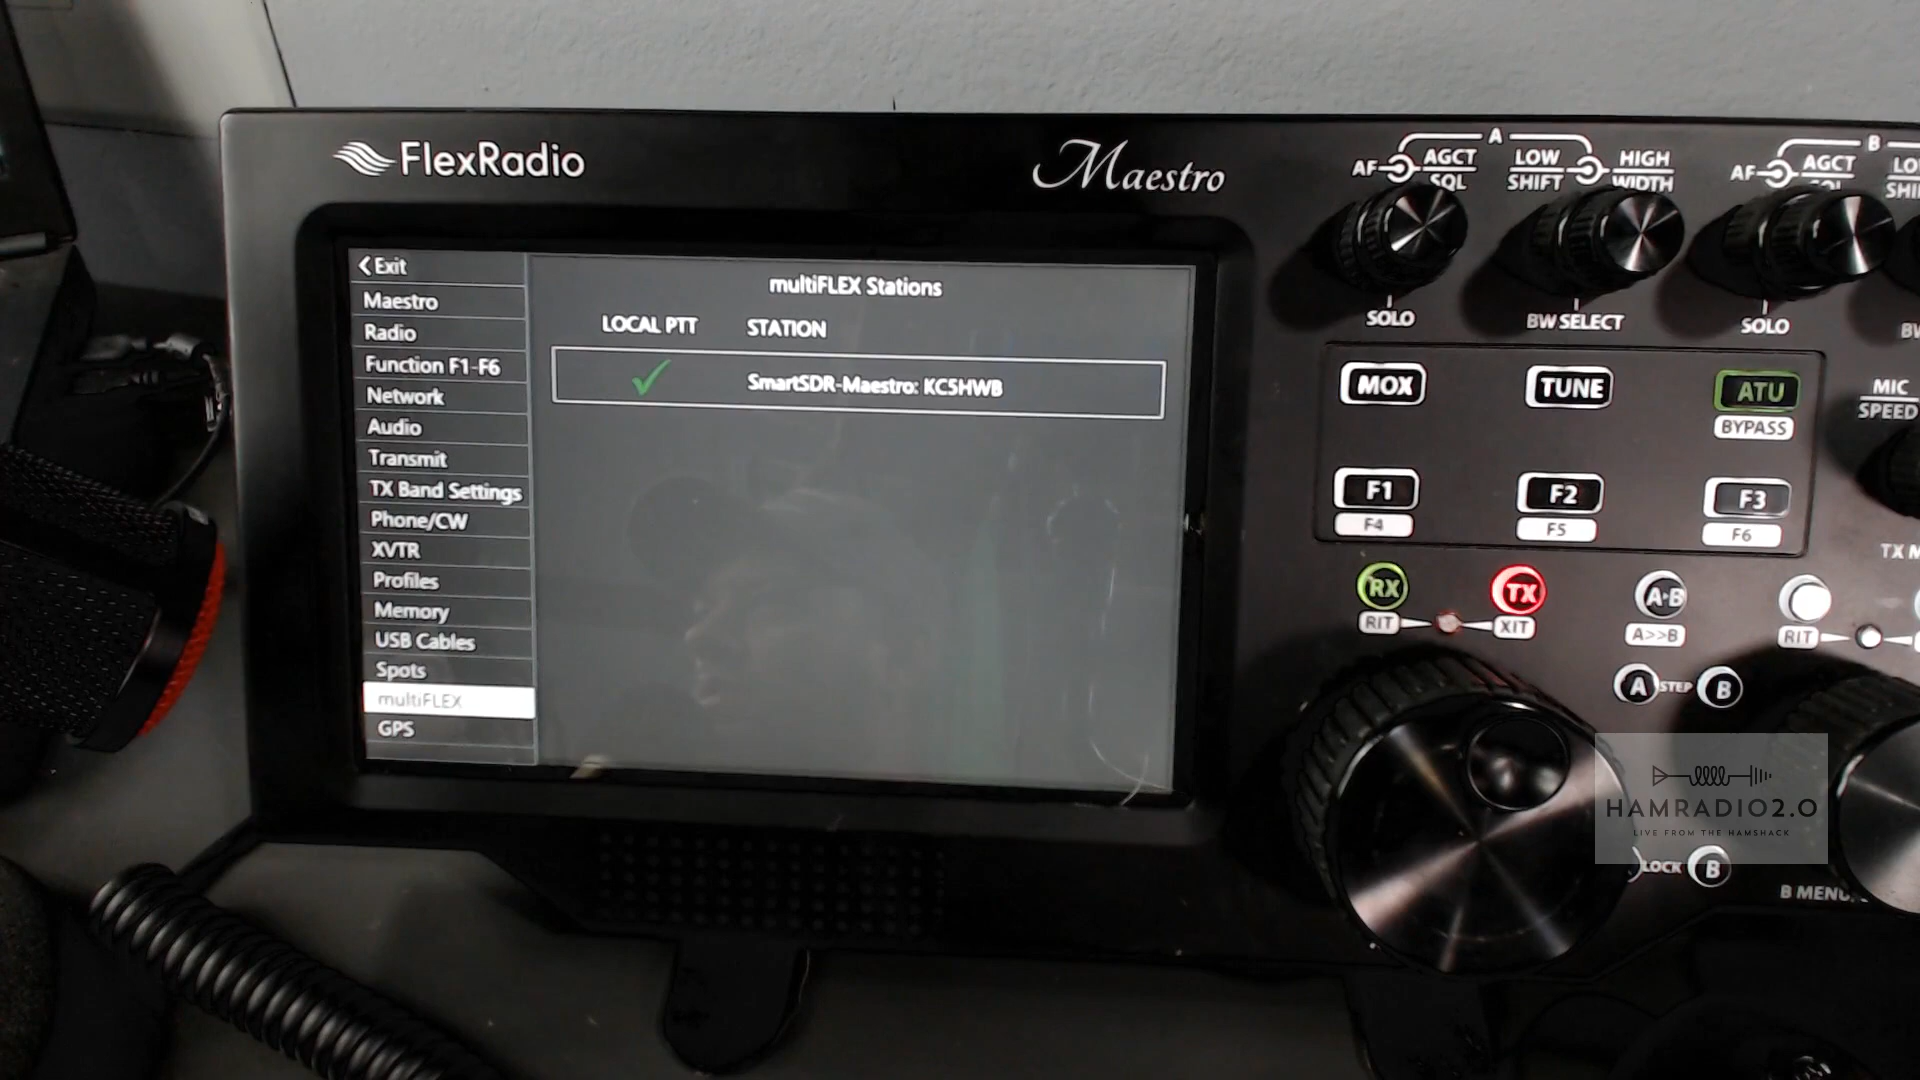 FlexRadio
Maestro
< Exit
Maestro
Radio
Function F1-F6
Network
Audio
Transmit
TX Band Settings
Phone/CW
XVTR
Profiles
Memory
USB Cables
Spots
multiFLEX
GPS
multiFLEX Stations
LOCAL PTT STATION
SmartSDR-Maestro: KC5HWB
A
AF AGCT LOW HIGH
SQL SHIFT WIDTH
SOLO BW SELECT
B
AF AGCT
SOLO
MOX TUNE ATU
BYPASS
MIC
SPEED
F1 F2 F3
F4 F5 F6
RX TX A▸B
RIT XIT A>>B RIT
A STEP B
LOCK B
B MENU
HAMRADIO2.0
LIVE FROM THE HAMSHACK